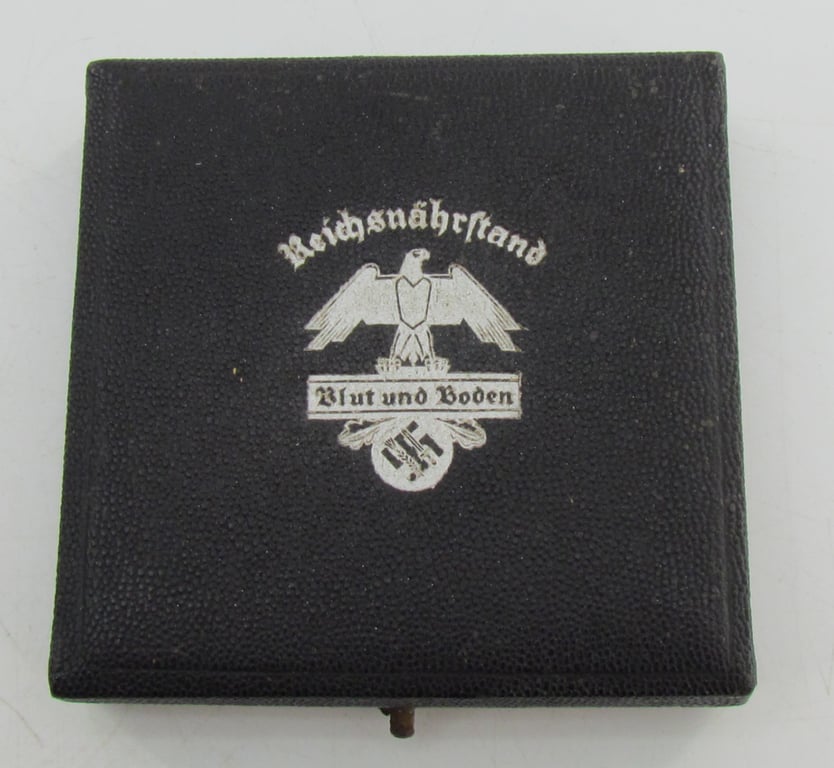 Reichsnährstand
Blut und Boden